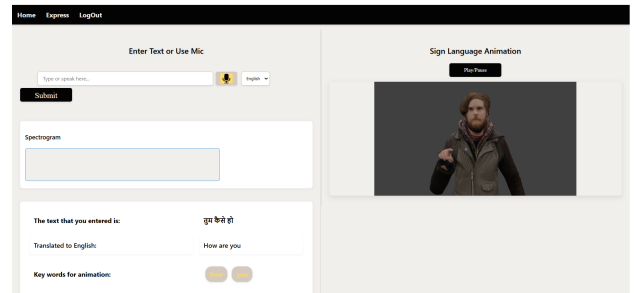 Home Express LogOut
Enter Text or Use Mic
Type or speak here...
English
Submit
Spectrogram
The text that you entered is:
तुम कैसे हो
Translated to English:
How are you
Key words for animation:
Sign Language Animation
Play/Pause